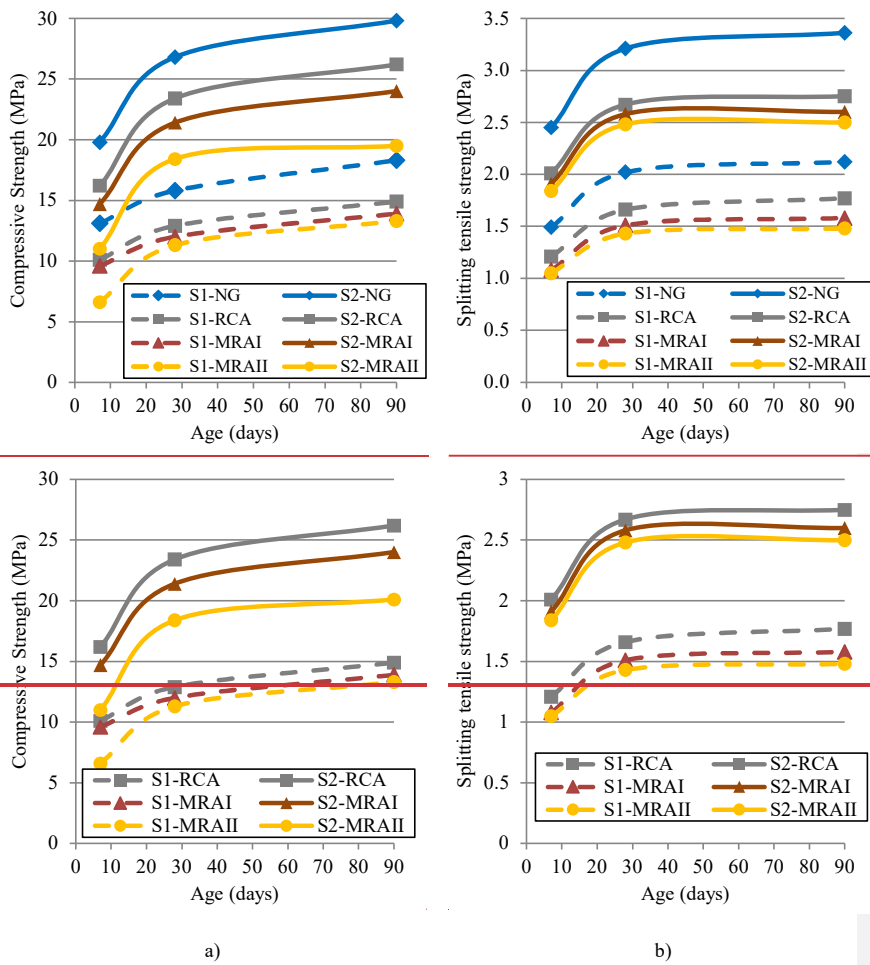 Compressive Strength (MPa)
30
25
20
15
10
5
0
S1-NG S2-NG
S1-RCA S2-RCA
S1-MRAI S2-MRAI
S1-MRAII S2-MRAII
0 10 20 30 40 50 60 70 80 90
Age (days)
Splitting tensile strength (MPa)
3.5
3.0
2.5
2.0
1.5
1.0
0.5
0.0
S1-NG S2-NG
S1-RCA S2-RCA
S1-MRAI S2-MRAI
S1-MRAII S2-MRAII
0 10 20 30 40 50 60 70 80 90
Age (days)
Compressive Strength (MPa)
30
25
20
15
10
5
0
S1-RCA S2-RCA
S1-MRAI S2-MRAI
S1-MRAII S2-MRAII
0 10 20 30 40 50 60 70 80 90
Age (days)
Splitting tensile strength (MPa)
3
2.5
2
1.5
1
0.5
0
S1-RCA S2-RCA
S1-MRAI S2-MRAI
S1-MRAII S2-MRAII
0 10 20 30 40 50 60 70 80 90
Age (days)
a) b)